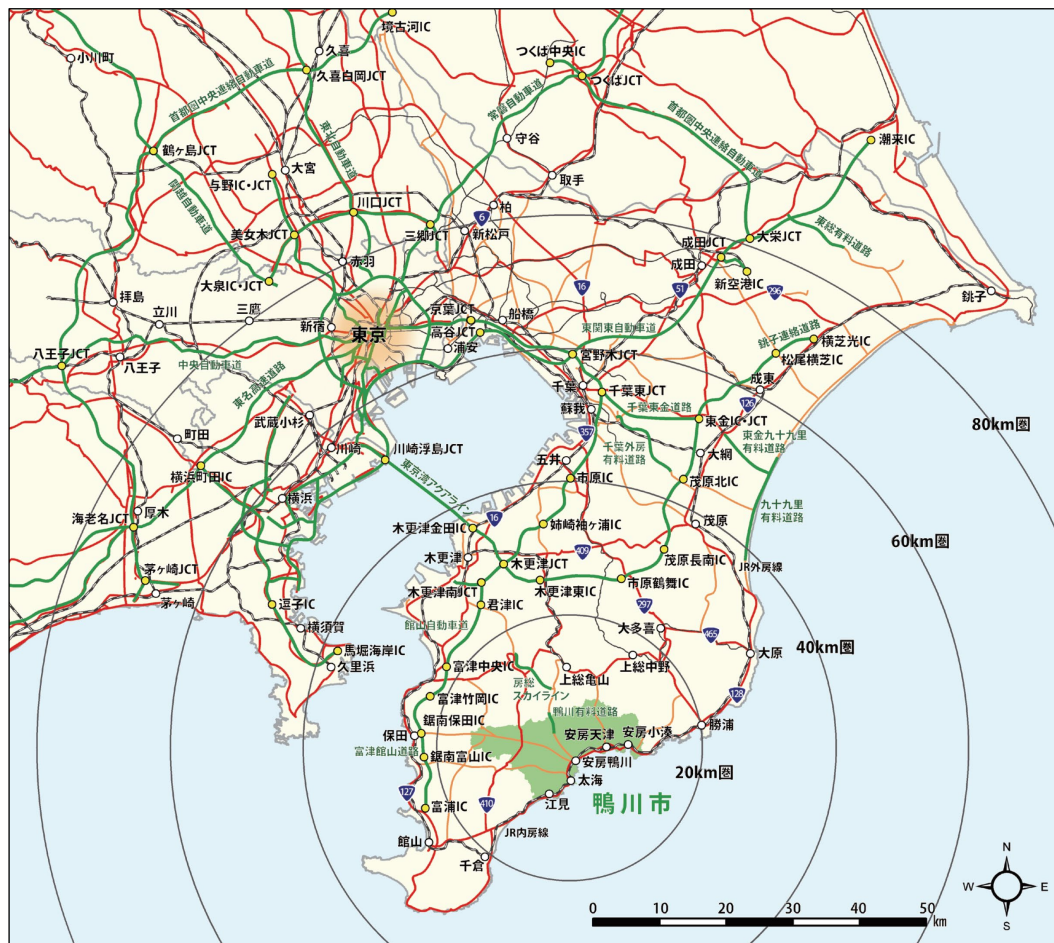 境古河IC
久喜
つくば中央IC
小川町
久喜白岡JCT
つくばJCT
首都圏中央連絡自動車道
常磐自動車道
首都圏中央連絡自動車道
東北自動車道
守谷
潮来IC
鶴ヶ島JCT
大宮
与野IC・JCT
取手
関越自動車道
川口JCT
柏
6
東総有料道路
美女木JCT
三郷JCT
新松戸
成田JCT
大栄JCT
赤羽
成田
大泉IC・JCT
16
51
新空港IC
296
銚子
拝島
立川
三鷹
新宿
東京
京葉JCT
船橋
高谷JCT
浦安
東関東自動車道
銚子連絡道路
横芝光IC
八王子JCT
八王子
中央自動車道
東名高速道路
宮野木JCT
松尾横芝IC
千葉
千葉東JCT
成東
126
蘇我
千葉東金道路
東金IC・JCT
80km圏
武蔵小杉
町田
川崎
川崎浮島JCT
357
千葉外房
有料道路
東金九十九里
有料道路
大網
横浜町田IC
東京湾アクアライン
五井
市原IC
茂原北IC
横浜
厚木
海老名JCT
16
木更津金田IC
姉崎袖ヶ浦IC
茂原
九十九里
有料道路
60km圏
木更津
409
木更津JCT
茂原長南IC
JR外房線
茅ヶ崎JCT
茅ヶ崎
木更津南JCT
木更津東IC
市原鶴舞IC
逗子IC
君津IC
297
横須賀
館山自動車道
大多喜
465
馬堀海岸IC
久里浜
富津中央IC
上総亀山
上総中野
大原
40km圏
房総
スカイライン
富津竹岡IC
128
鴨川有料道路
鋸南保田IC
保田
勝浦
安房天津
安房小湊
富津館山道路
鋸南富山IC
安房鴨川
20km圏
太海
127
富浦IC
410
江見
鴨川市
館山
JR内房線
千倉
N
W
E
S
0
10
20
30
40
50
km